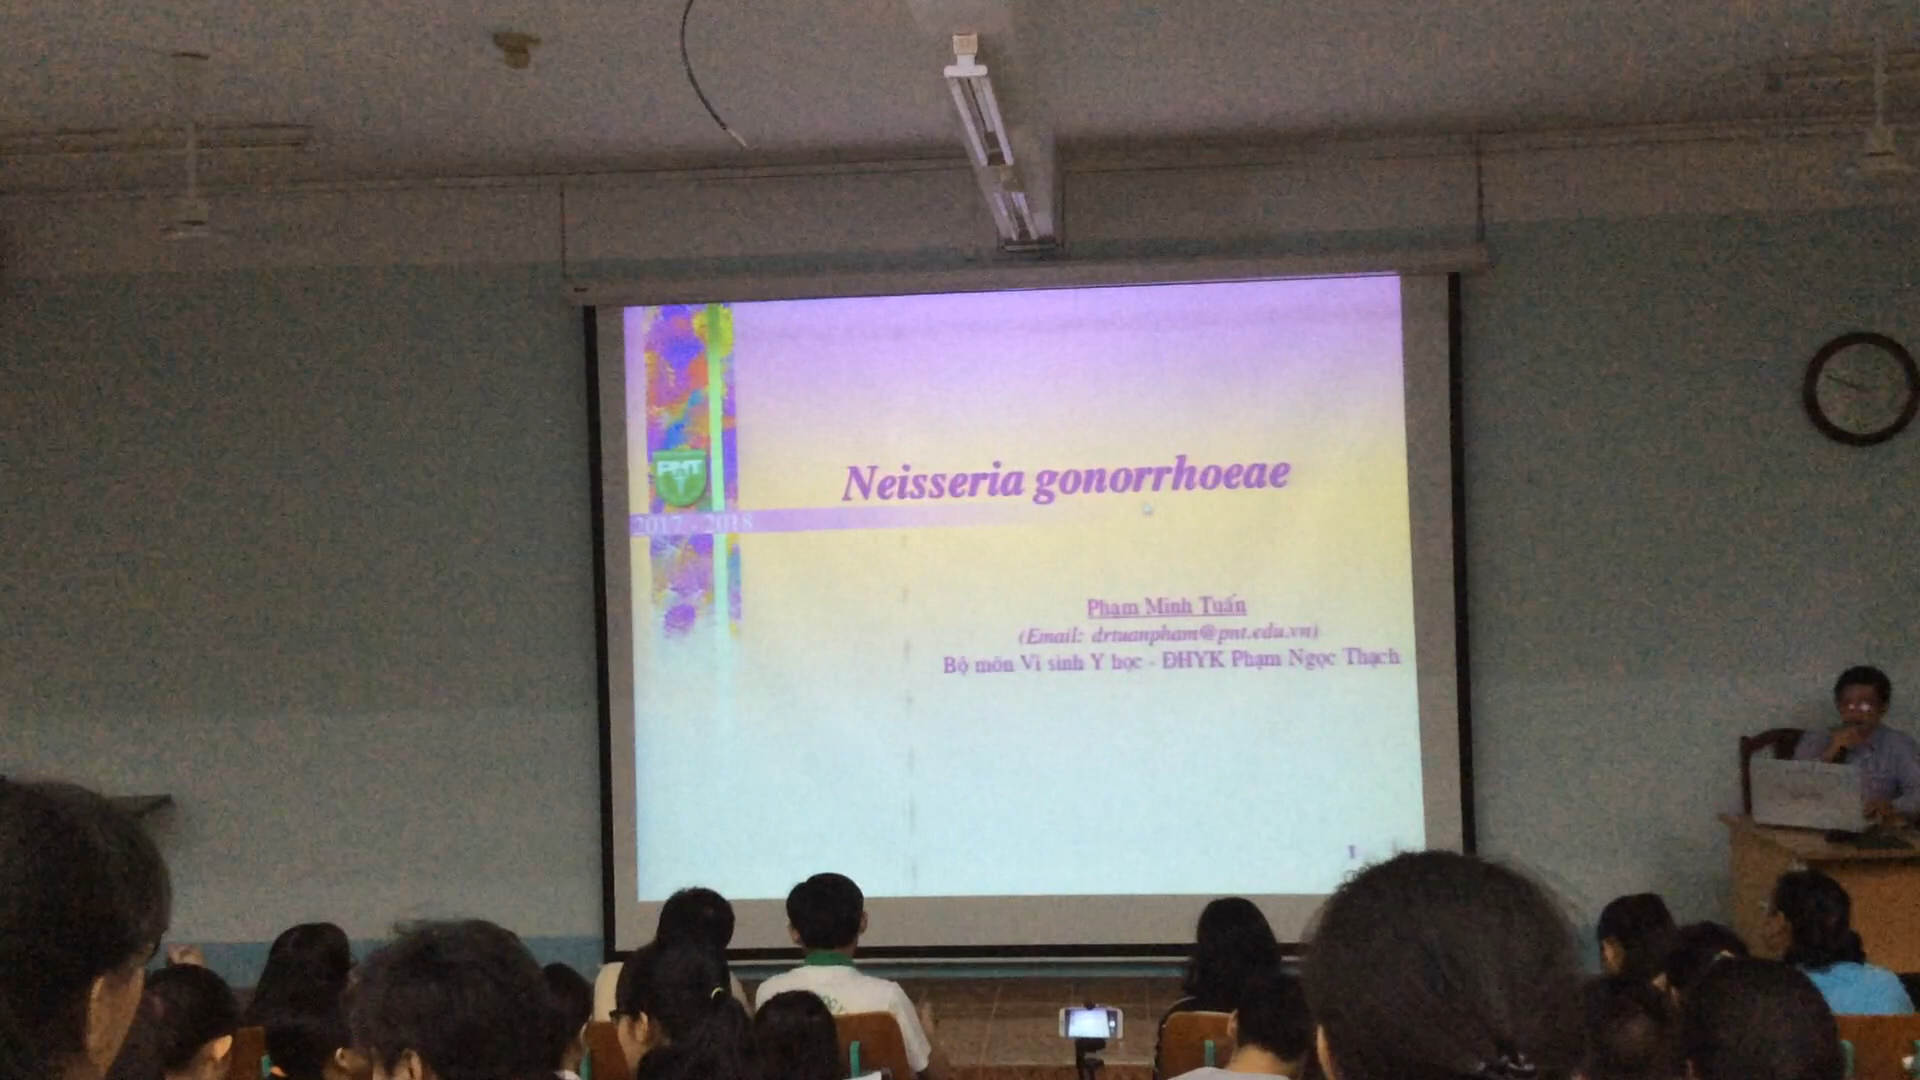 Neisseria gonorrhoeae
PNT
2017 - 2018
Phạm Minh Tuấn
(Email: drtuanpham@pnt.edu.vn)
Bộ môn Vi sinh Y học - ĐHYK Phạm Ngọc Thạch
1